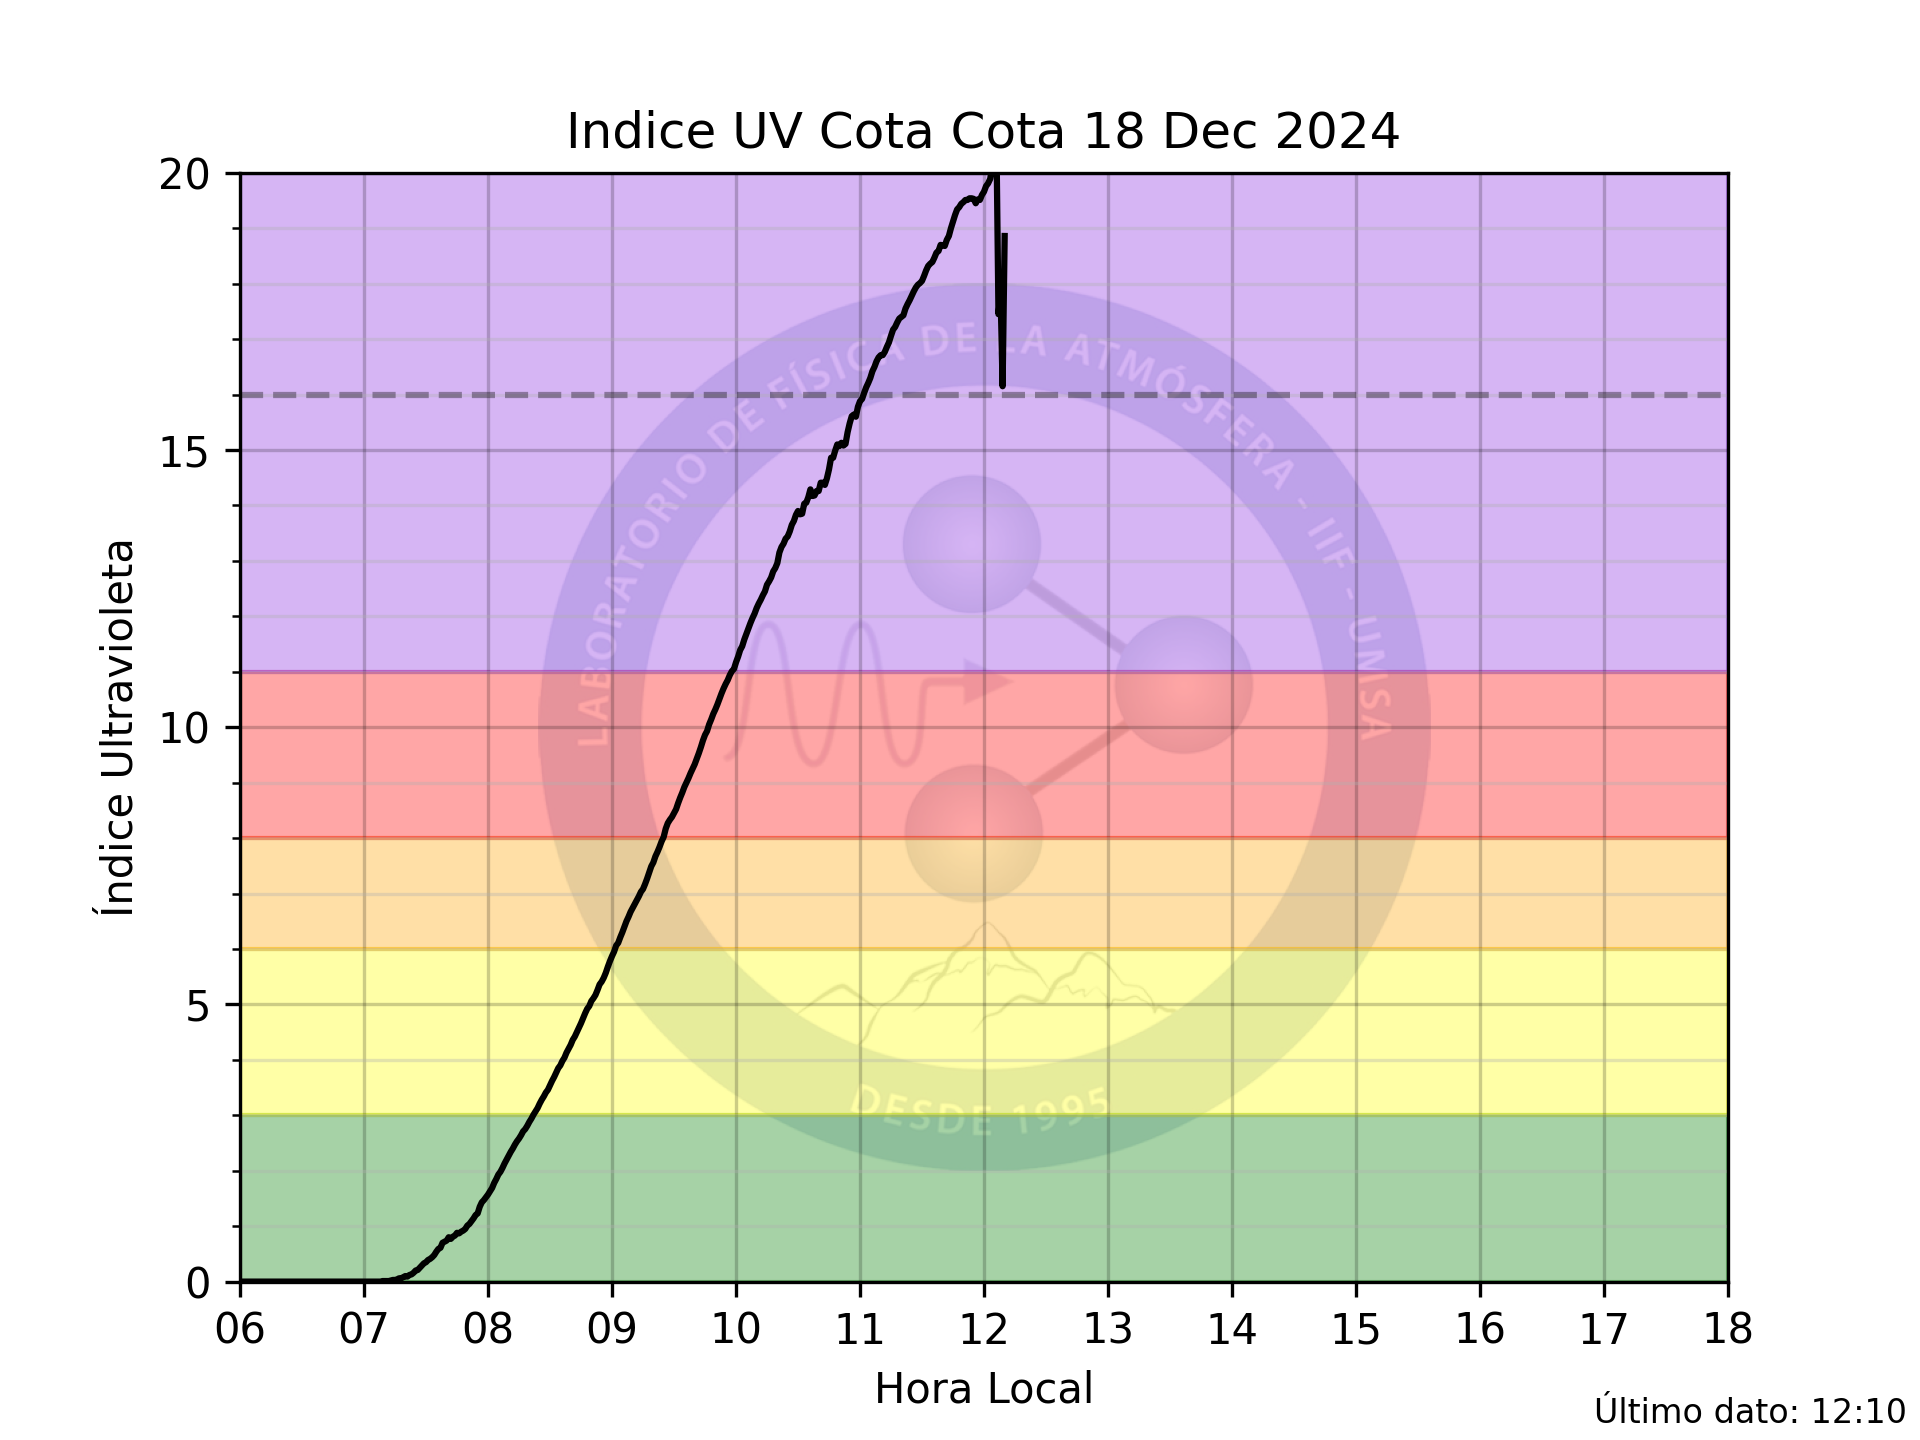 Indice UV Cota Cota 18 Dec 2024
20
15
10
5
0
Índice Ultravioleta
LABORATORIO DE FÍSICA DE LA ATMÓSFERA - IIF - UMSA
DESDE 1995
06 07 08 09 10 11 12 13 14 15 16 17 18
Hora Local
Último dato: 12:10